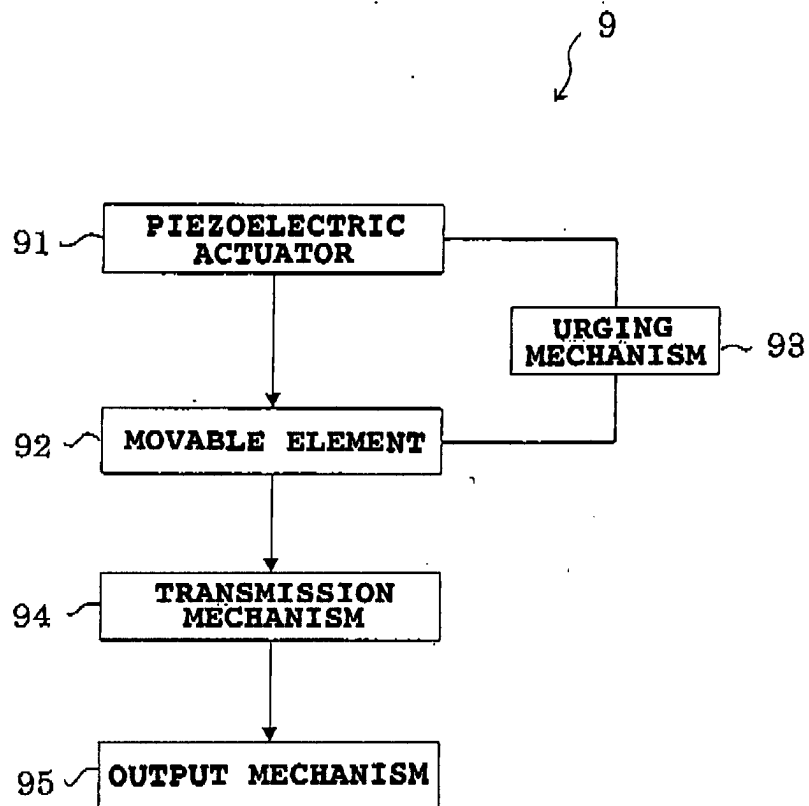 9
91
PIEZOELECTRIC
ACTUATOR
URGING
MECHANISM
93
92
MOVABLE ELEMENT
94
TRANSMISSION
MECHANISM
95
OUTPUT MECHANISM